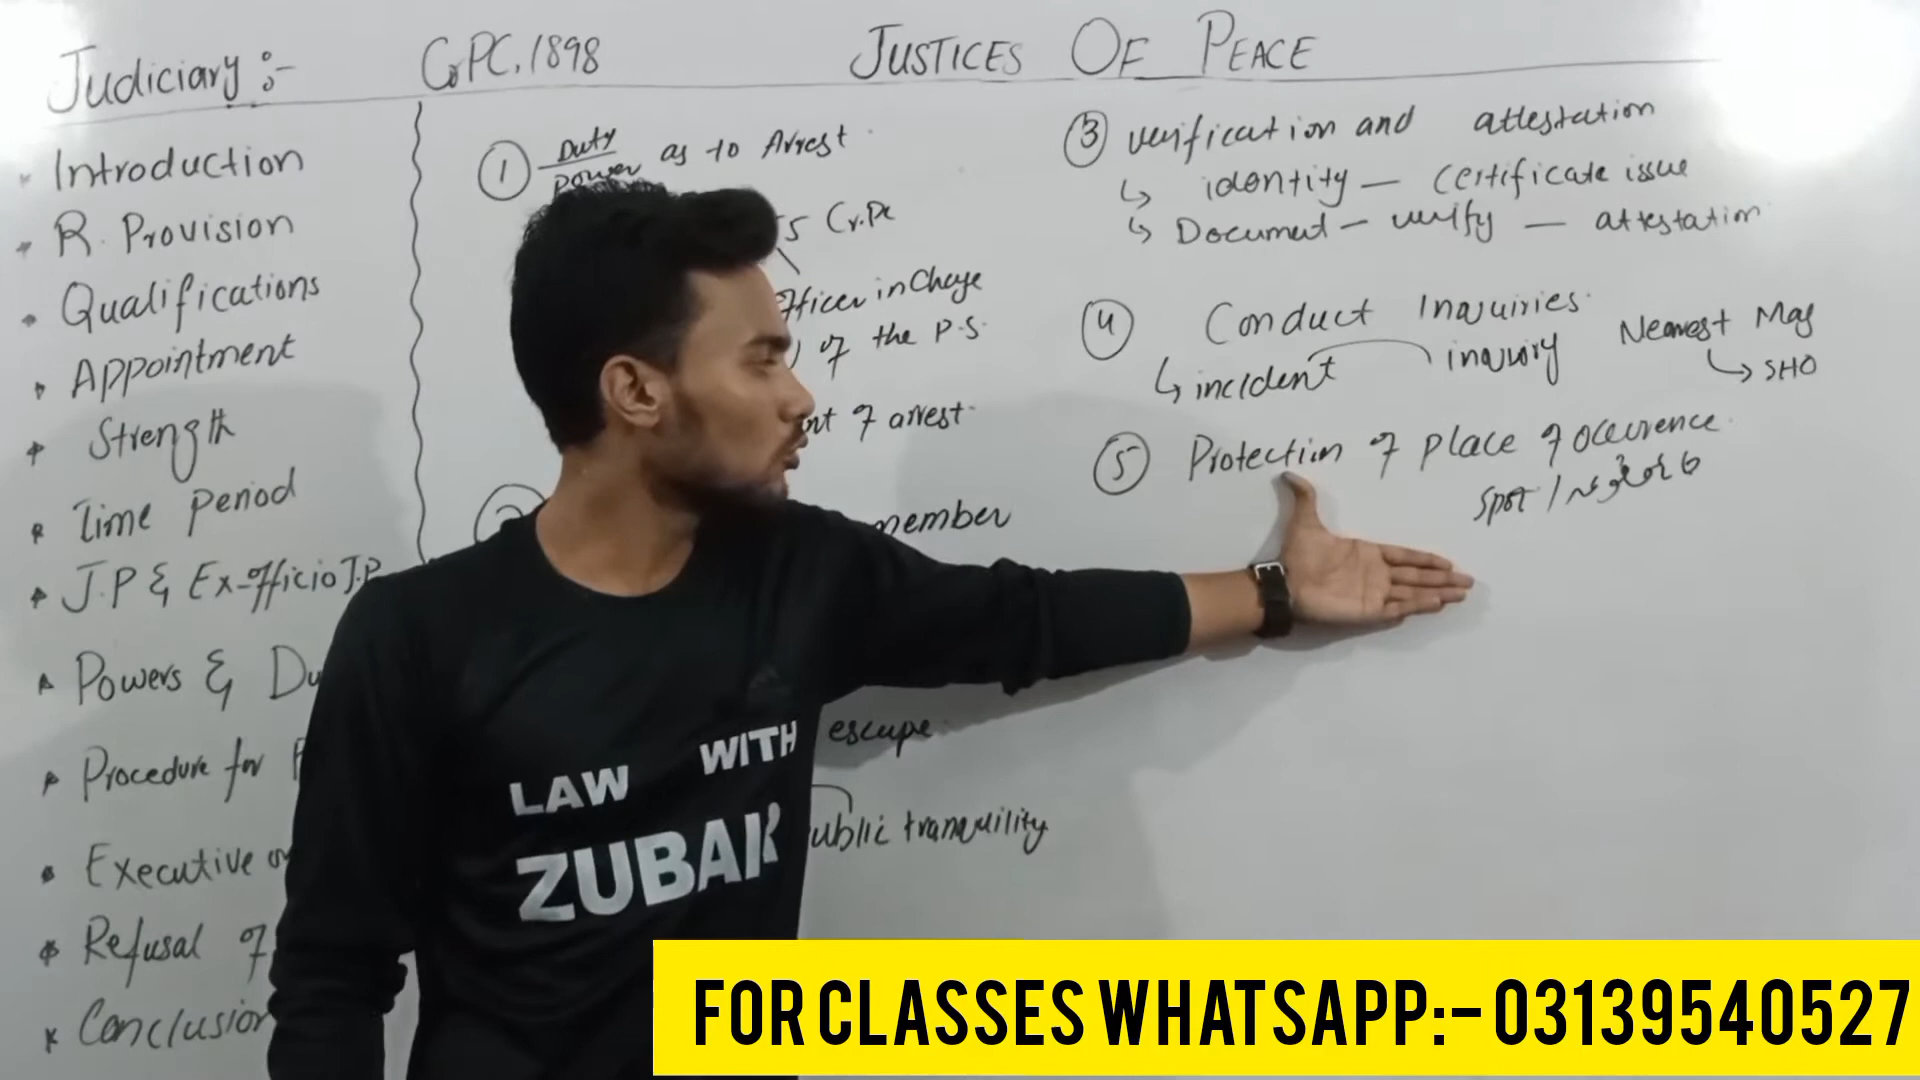 Judiciary :-
CrPC. 1898
JUSTICES OF PEACE
Introduction
R. Provision
Qualifications
Appointment
Strength
Time Period
J.P & Ex-officio J.P
Powers &
Procedure for
Executive
Refusal of
Conclusion
1 Duty
Power as to Arrest
Cr.Pc
officer in Charge
of the P.S.
of arrest.
member
escape
Public tranquility
3 verification and attestation
↳ identity — Certificate issue
↳ Document — verify — attestation
4 Conduct Inquiries
↳ incident inquiry
Nearest Mag
↳ SHO
5 Protection of place of Occurence
Spot /
LAW WITH
ZUBAIR
FOR CLASSES WHATSAPP:- 03139540527